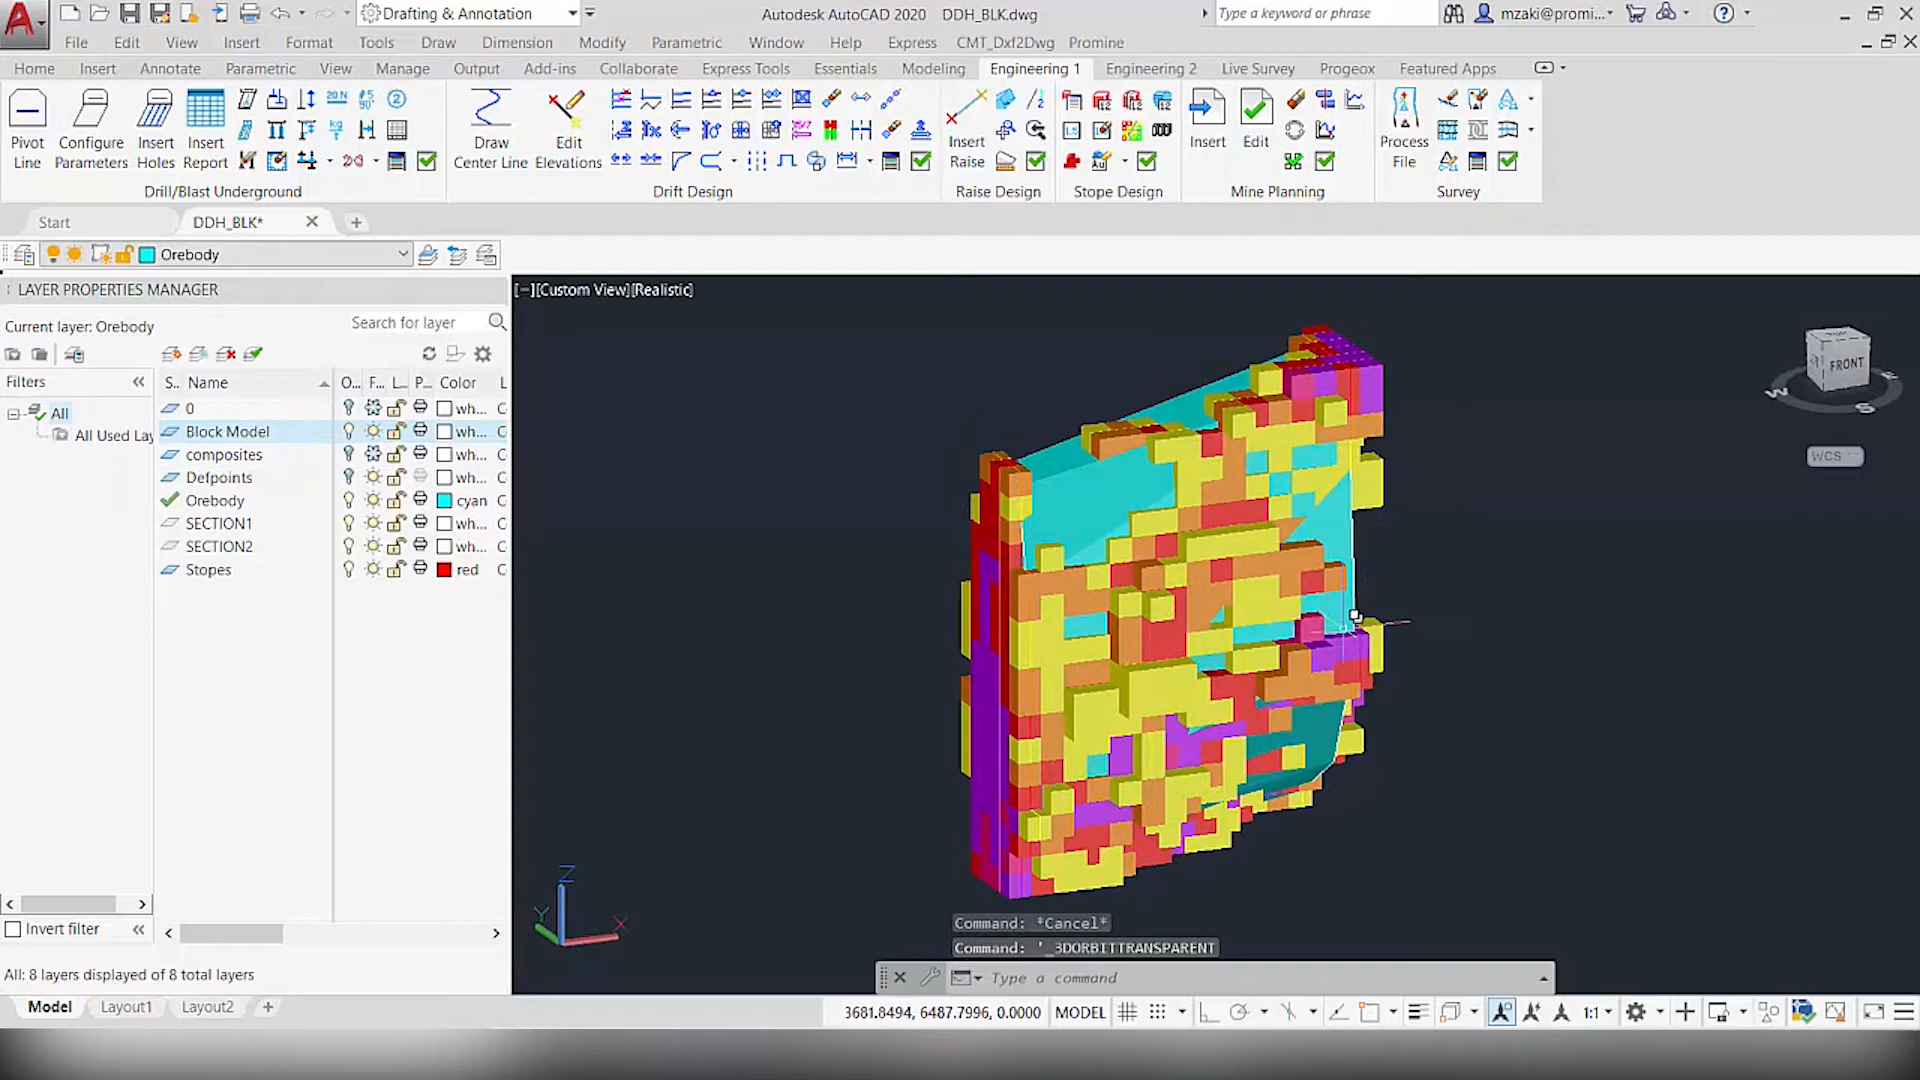 Drafting & Annotation
Autodesk AutoCAD 2020 DDH_BLK.dwg
Type a keyword or phrase
mzaki@promi...
File Edit View Insert Format Tools Draw Dimension Modify Parametric Window Help Express CMT_Dxf2Dwg Promine
Home Insert Annotate Parametric View Manage Output Add-ins Collaborate Express Tools Essentials Modeling Engineering 1 Engineering 2 Live Survey Progeox Featured Apps
Pivot Line
Configure Parameters
Insert Holes
Insert Report
Draw Center Line
Edit Elevations
Insert Raise
Insert
Edit
Process File
Drill/Blast Underground
Drift Design
Raise Design
Stope Design
Mine Planning
Survey
Start
DDH_BLK*
Orebody
LAYER PROPERTIES MANAGER
Current layer: Orebody
Search for layer
Filters
S.. Name O... F... L... P... Color L
All
All Used Lay
0 wh... C
Block Model wh... C
composites wh... C
Defpoints wh... C
Orebody cyan C
SECTION1 wh... C
SECTION2 wh... C
Stopes red C
Invert filter
All: 8 layers displayed of 8 total layers
[−][Custom View][Realistic]
FRONT
W
S
WCS
Z
Y
X
Command: *Cancel*
Command: '_3DORBITTRANSPARENT
Type a command
Model Layout1 Layout2
3681.8494, 6487.7996, 0.0000 MODEL
1:1